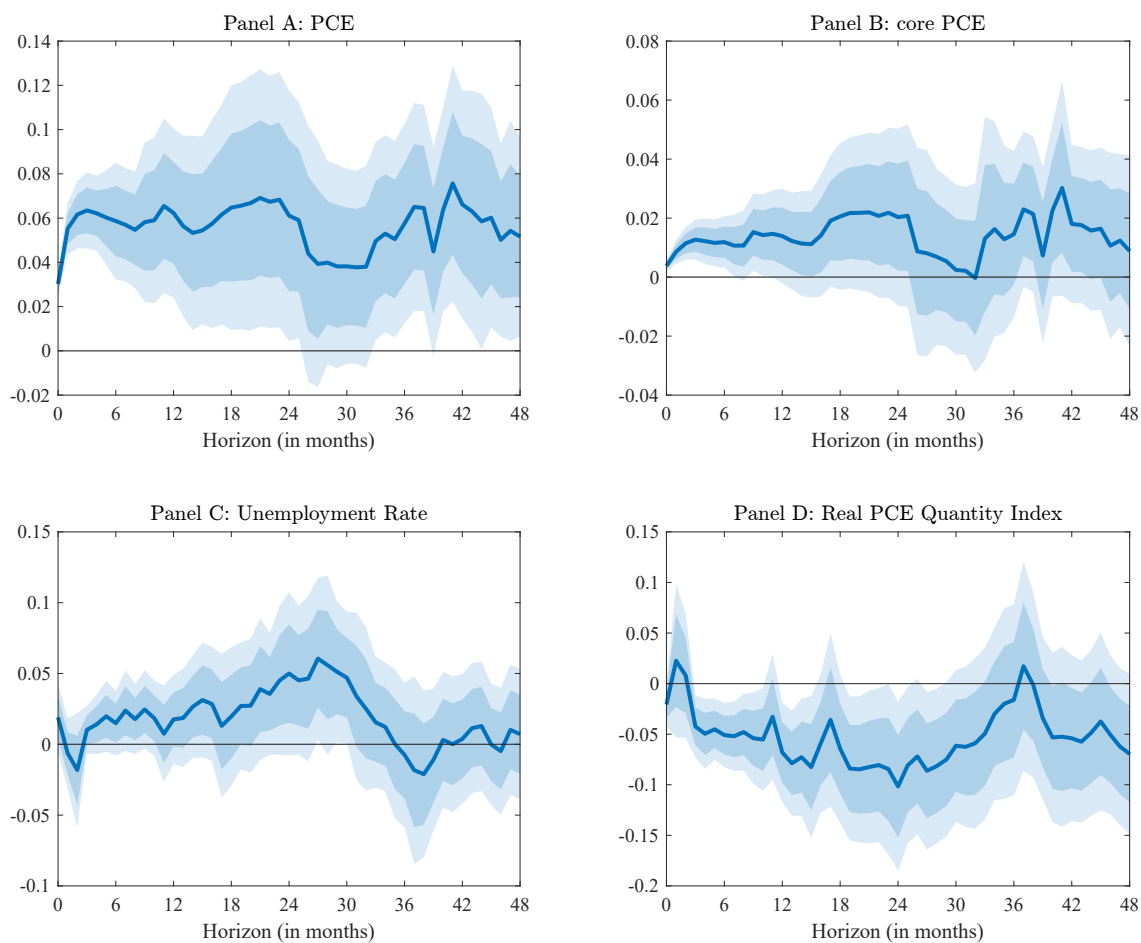 Panel A: PCE
0.14
0.12
0.1
0.08
0.06
0.04
0.02
0
-0.02
0 6 12 18 24 30 36 42 48
Horizon (in months)
Panel B: core PCE
0.08
0.06
0.04
0.02
0
-0.02
-0.04
0 6 12 18 24 30 36 42 48
Horizon (in months)
Panel C: Unemployment Rate
0.15
0.1
0.05
0
-0.05
-0.1
0 6 12 18 24 30 36 42 48
Horizon (in months)
Panel D: Real PCE Quantity Index
0.15
0.1
0.05
0
-0.05
-0.1
-0.15
-0.2
0 6 12 18 24 30 36 42 48
Horizon (in months)